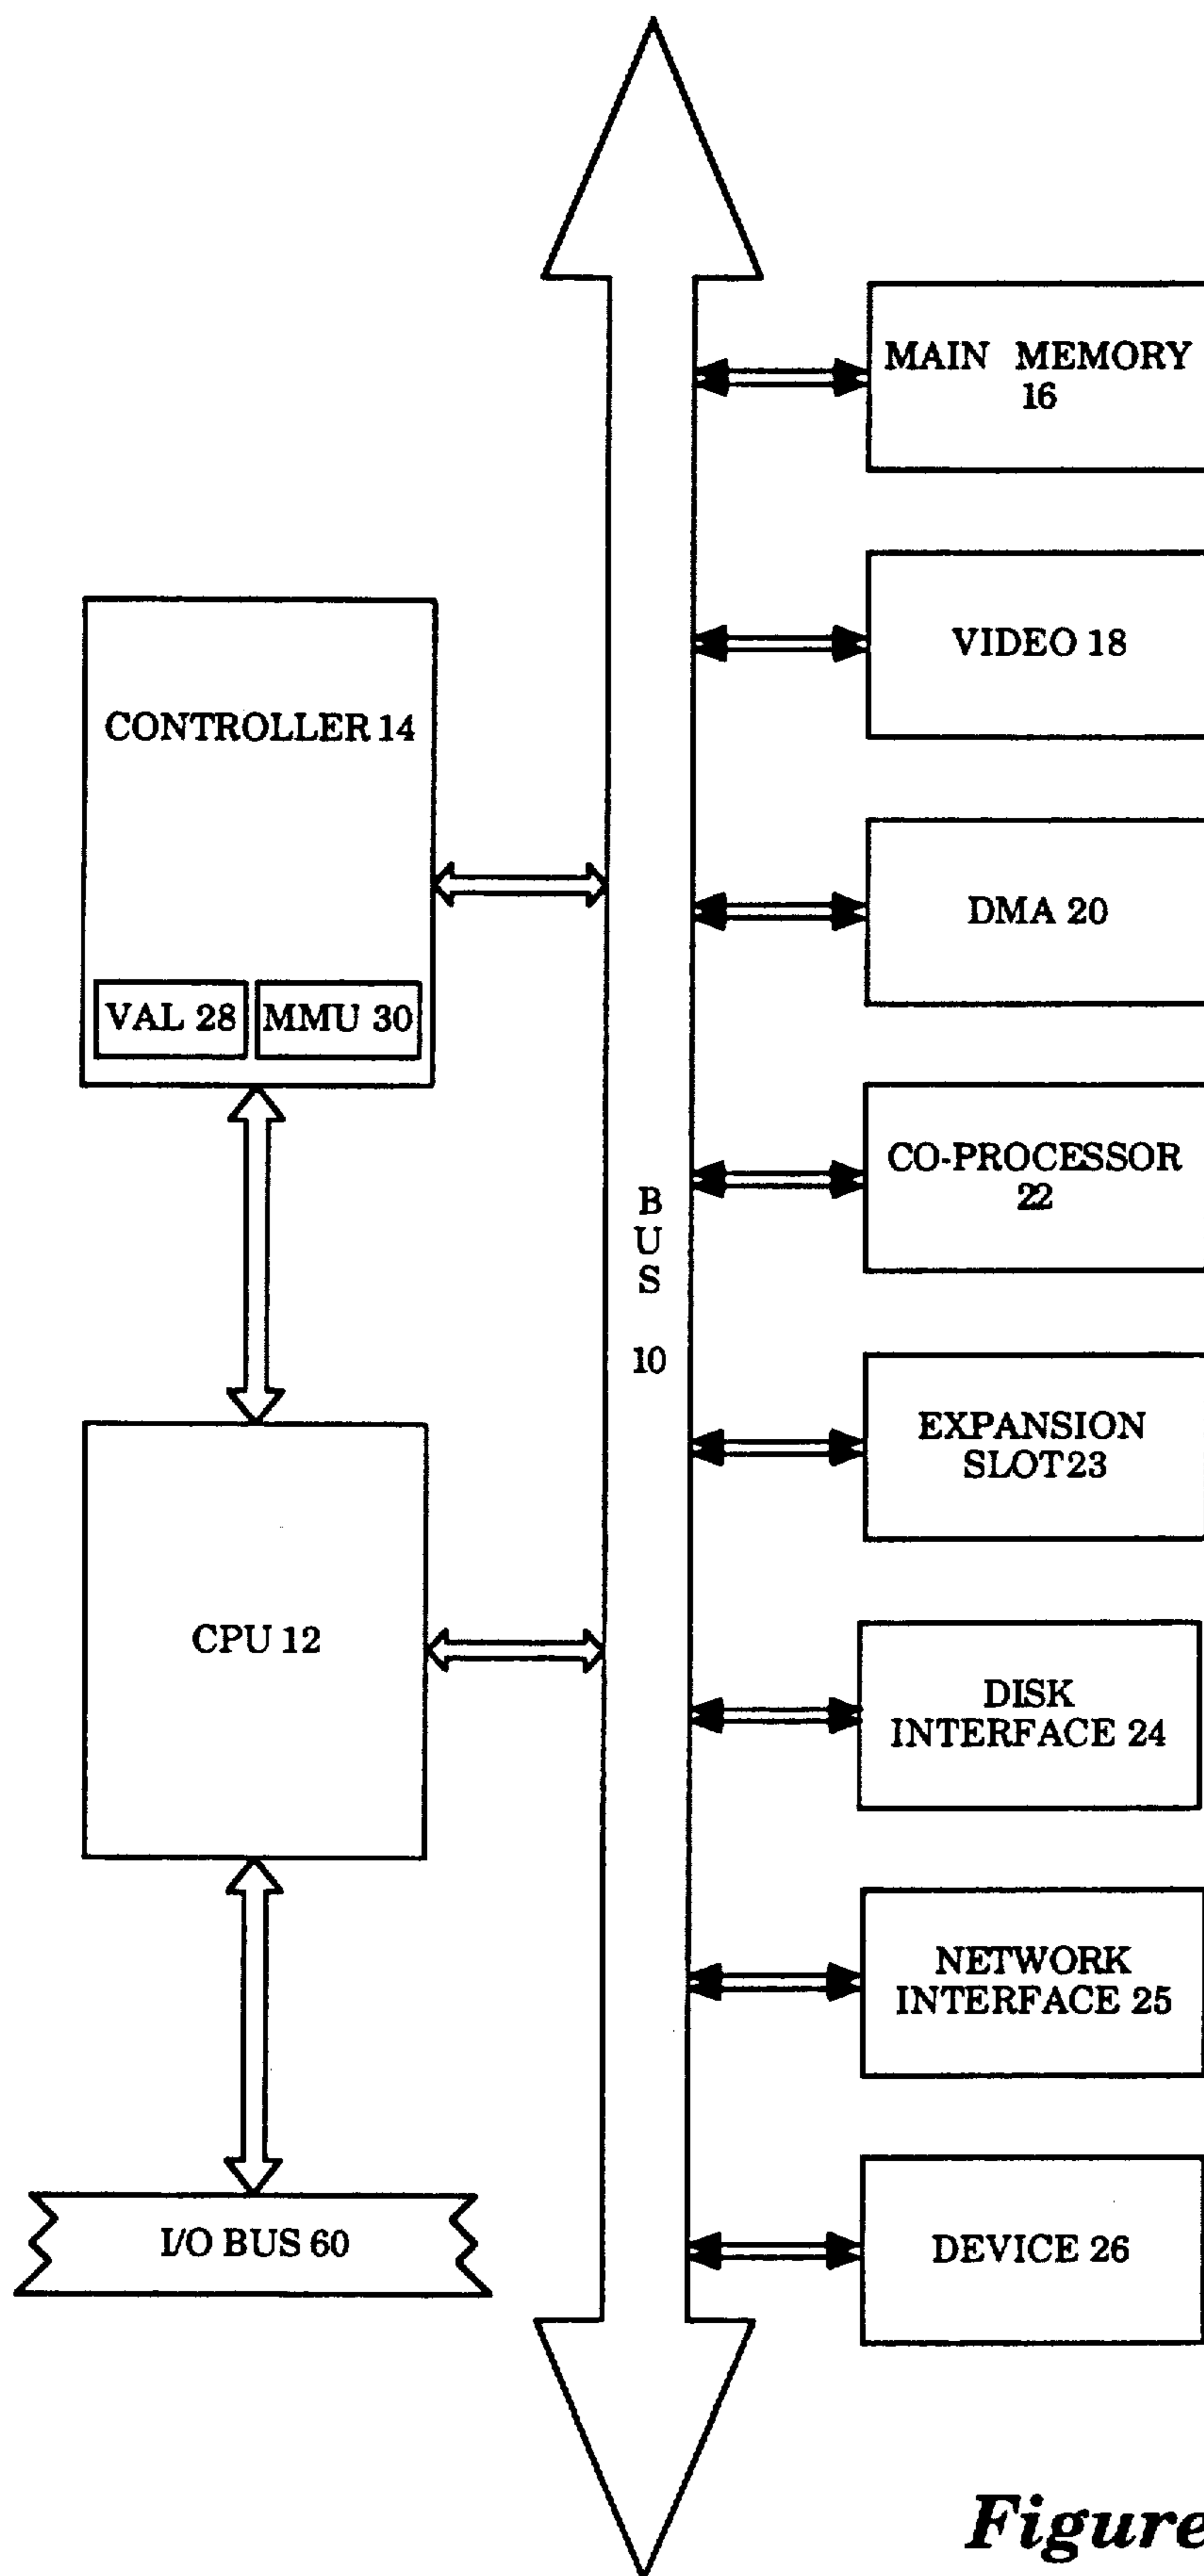 MAIN MEMORY
16
VIDEO 18
CONTROLLER 14
DMA 20
VAL 28
MMU 30
CO-PROCESSOR
22
B
U
S
10
EXPANSION
SLOT 23
CPU 12
DISK
INTERFACE 24
NETWORK
INTERFACE 25
I/O BUS 60
DEVICE 26
Figure